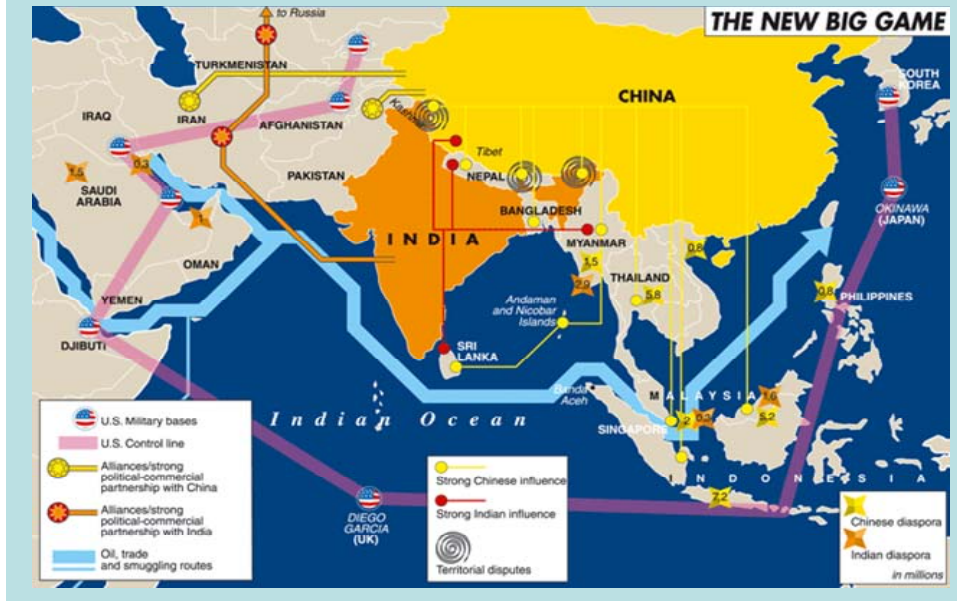 THE NEW BIG GAME
to Russia
TURKMENISTAN
SOUTH
KOREA
CHINA
IRAQ
IRAN
AFGHANISTAN
Tibet
NEPAL
1.5
0.3
SAUDI
ARABIA
PAKISTAN
1
BANGLADESH
OKINAWA
(JAPAN)
INDIA
MYANMAR
0.8
OMAN
1.5
THAILAND
2.9
5.8
0.8
PHILIPPINES
YEMEN
Andaman
and Nicobar
Islands
DJIBUTI
SRI
LANKA
Banda
Aceh
MALAYSIA
1.6
5.2
SINGAPORE
2
Indian Ocean
INDONESIA
7.2
DIEGO
GARCIA
(UK)
U.S. Military bases
U.S. Control line
Alliances/strong
political-commercial
partnership with China
Alliances/strong
political-commercial
partnership with India
Oil, trade
and smuggling routes
Strong Chinese influence
Strong Indian influence
Territorial disputes
Chinese diaspora
Indian diaspora
in millions